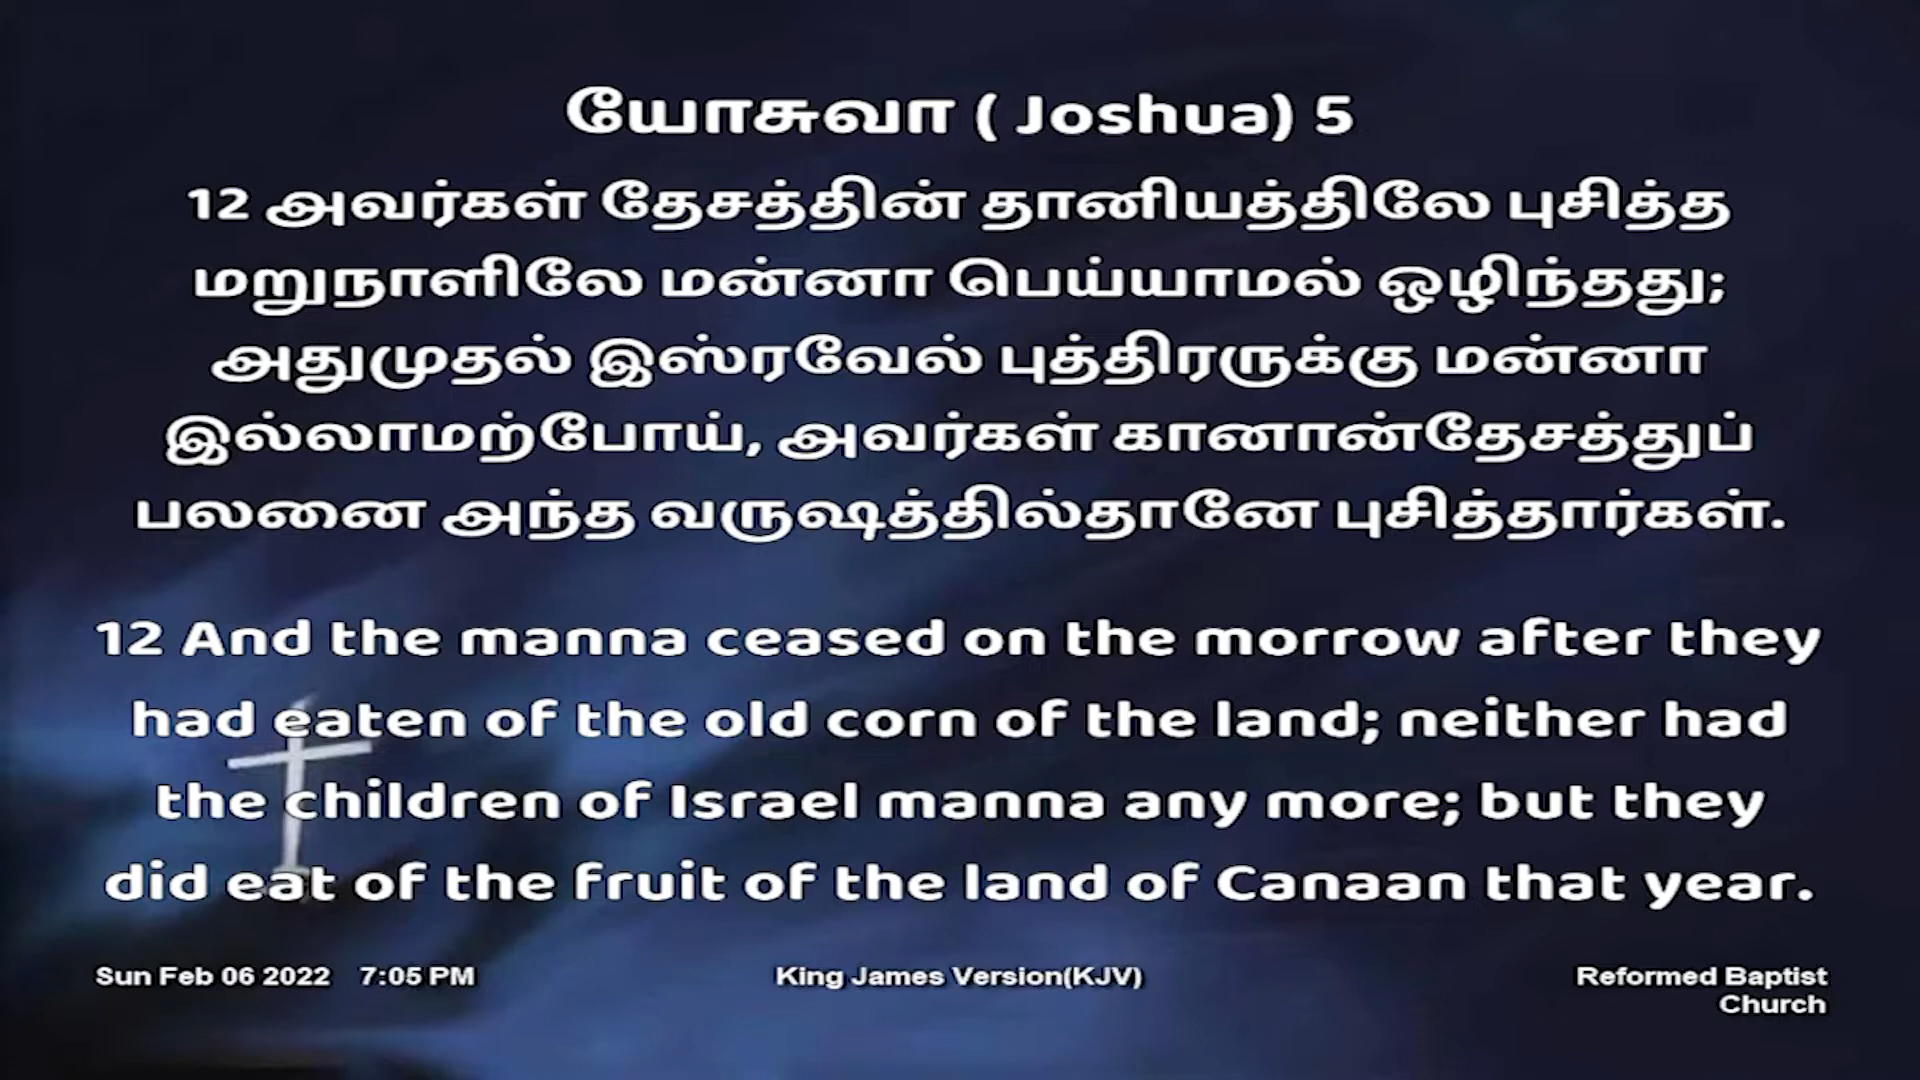 யோசுவா ( Joshua) 5
12 அவர்கள் தேசத்தின் தானியத்திலே புசித்த
மறுநாளிலே மன்னா பெய்யாமல் ஒழிந்தது;
அதுமுதல் இஸ்ரவேல் புத்திரருக்கு மன்னா
இல்லாமற்போய், அவர்கள் கானான்தேசத்துப்
பலனை அந்த வருஷத்தில்தானே புசித்தார்கள்.
12 And the manna ceased on the morrow after they
had eaten of the old corn of the land; neither had
the children of Israel manna any more; but they
did eat of the fruit of the land of Canaan that year.
Sun Feb 06 2022 7:05 PM
King James Version(KJV)
Reformed Baptist
Church